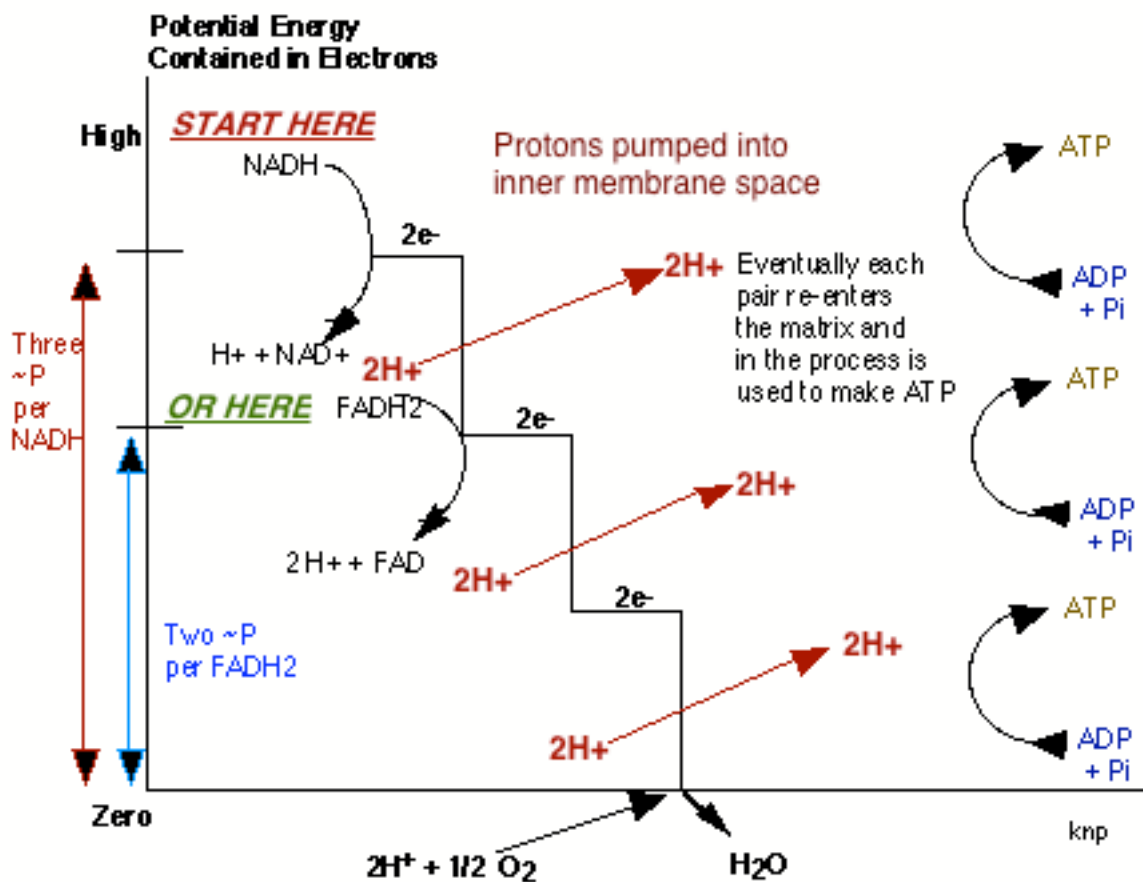 Potential Energy
Contained in Electrons
High
START HERE
NADH
Protons pumped into
inner membrane space
ATP
2e-
2H+
Eventually each
pair re-enters
the matrix and
in the process is
used to make ATP
ADP
+ Pi
Three
~P
per
NADH
H+ + NAD+
2H+
OR HERE
FADH2
2e-
ATP
2H+
ADP
+ Pi
2H+ + FAD
2H+
2e-
ATP
Two ~P
per FADH2
2H+
2H+
ADP
+ Pi
Zero
knp
2H⁺ + 1/2 O₂
H₂O